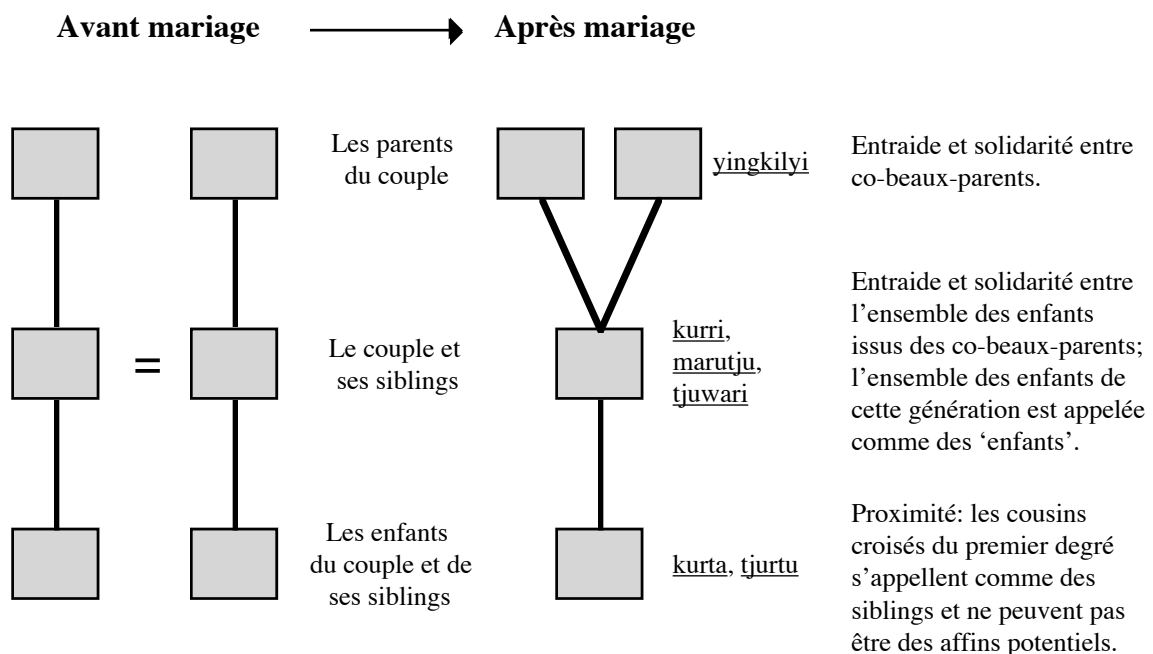 Avant mariage
Après mariage
Les parents
du couple
yingkilyi
Entraide et solidarité entre
co-beaux-parents.
=
Le couple et
ses siblings
kurri,
marutju,
tjuwari
Entraide et solidarité entre
l’ensemble des enfants
issus des co-beaux-parents;
l’ensemble des enfants de
cette génération est appelée
comme des ‘enfants’.
Les enfants
du couple et de
ses siblings
kurta, tjurtu
Proximité: les cousins
croisés du premier degré
s’appellent comme des
siblings et ne peuvent pas
être des affins potentiels.